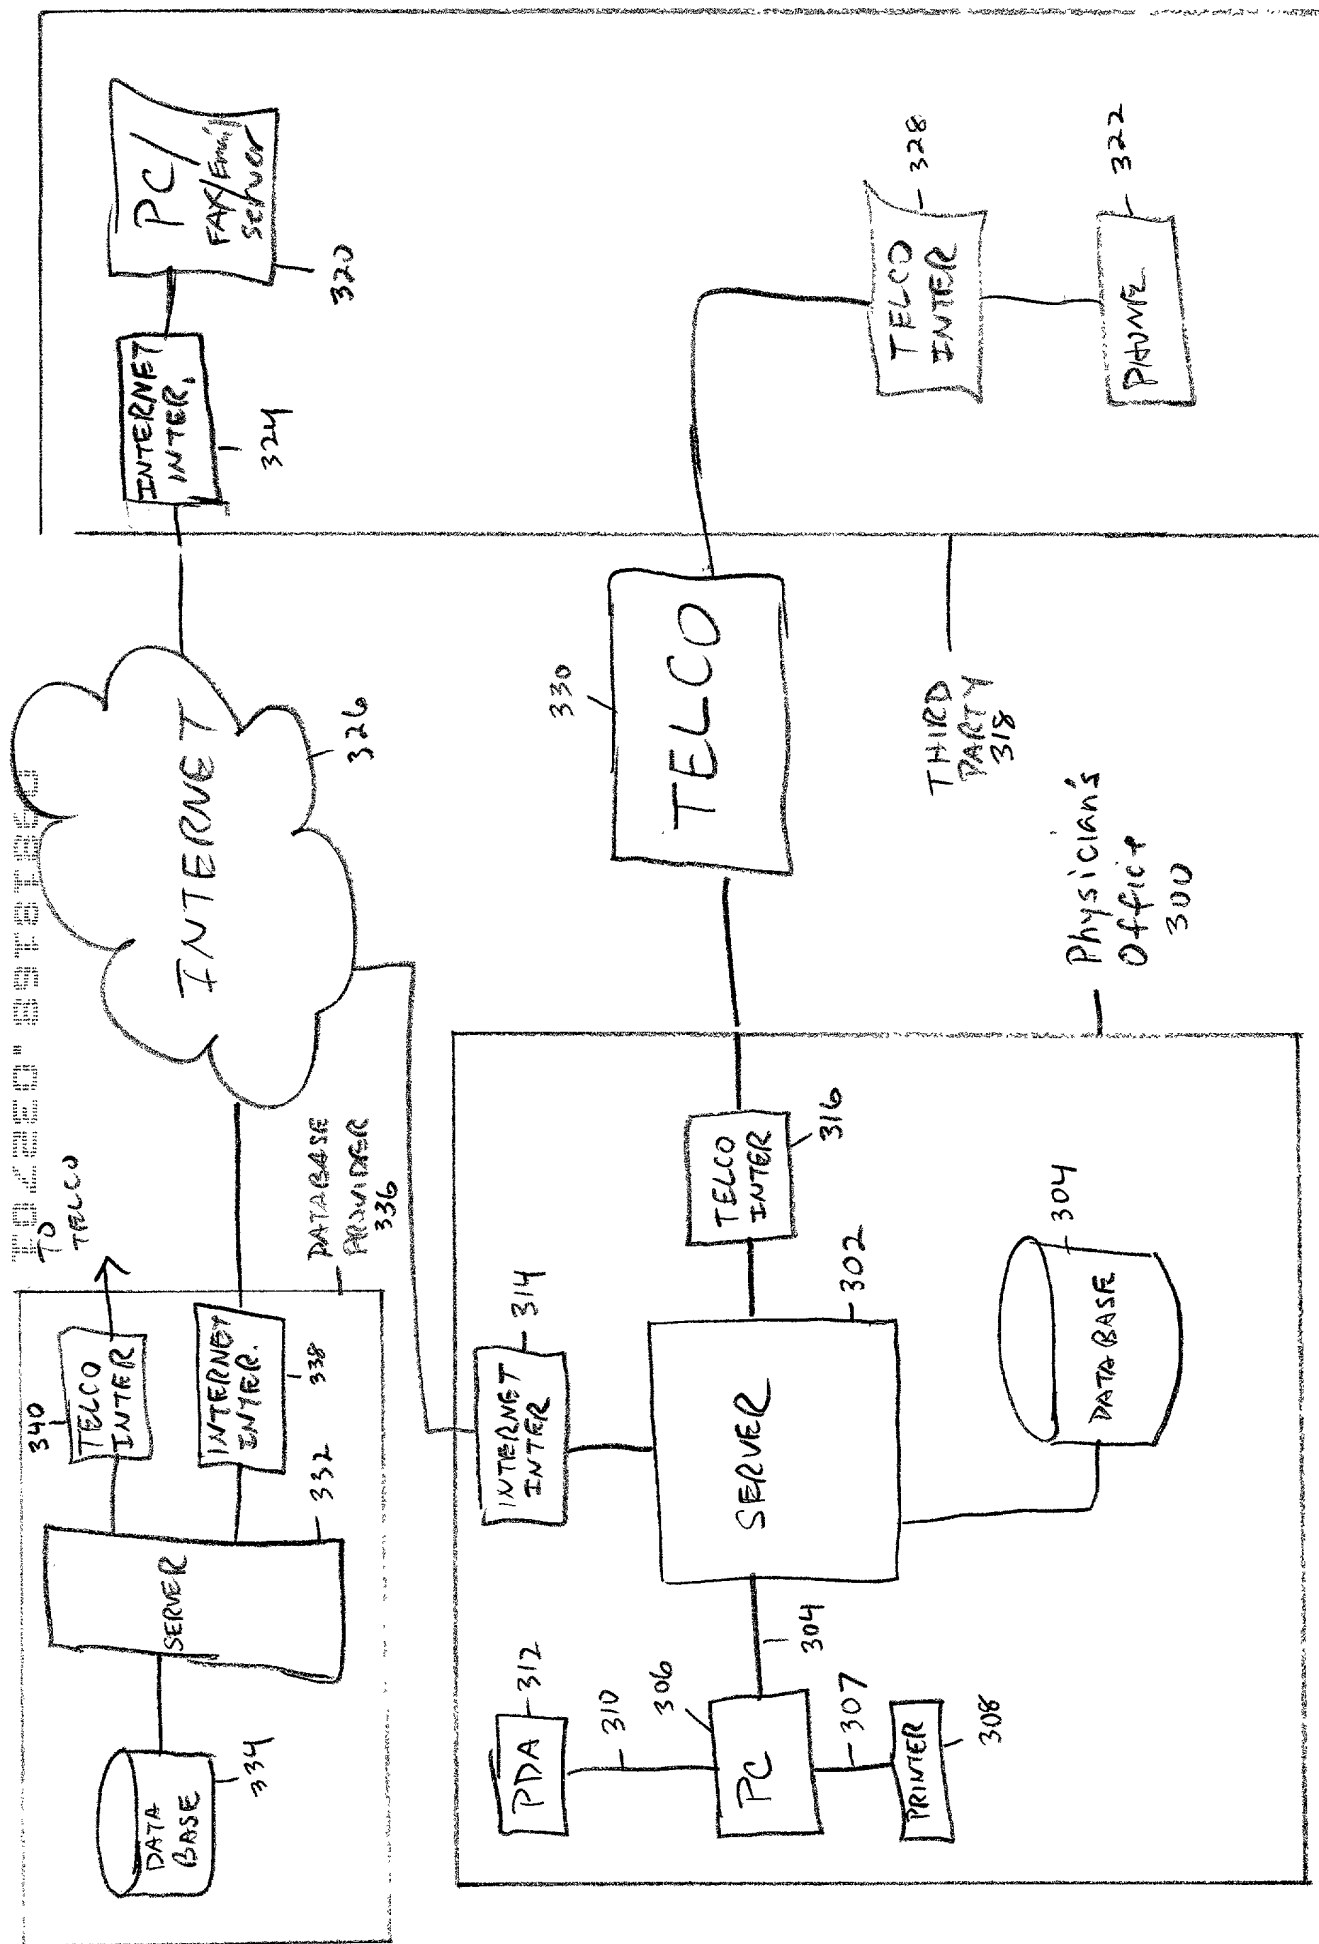 DATA
BASE
334
SERVER
332
340
TELCO
INTER
INTERNET
INTER.
338
TO
TELCO
DATABASE
PROVIDER
336
INTERNET
326
INTERNET
INTER.
324
PC/
FAX/Email
Server
320
PDA
312
310
306
PC
304
307
PRINTER
308
INTERNET
INTER
314
SERVER
302
TELCO
INTER
316
DATABASE
304
330
TELCO
THIRD
PARTY
318
Physician's
Office
300
TELCO
INTER
328
PHONE
322